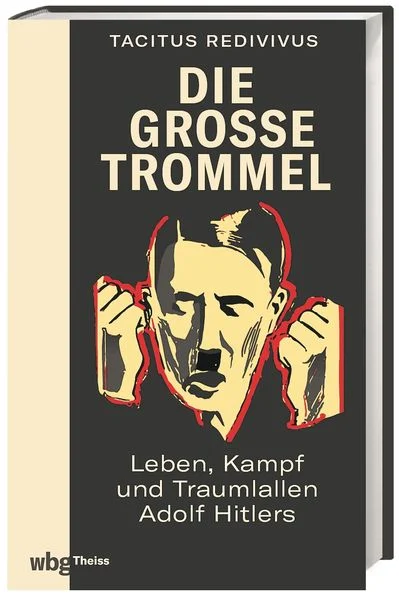 TACITUS REDIVIVUS
DIE
GROSSE
TROMMEL
Leben, Kampf
und Traumlallen
Adolf Hitlers
wbg Theiss